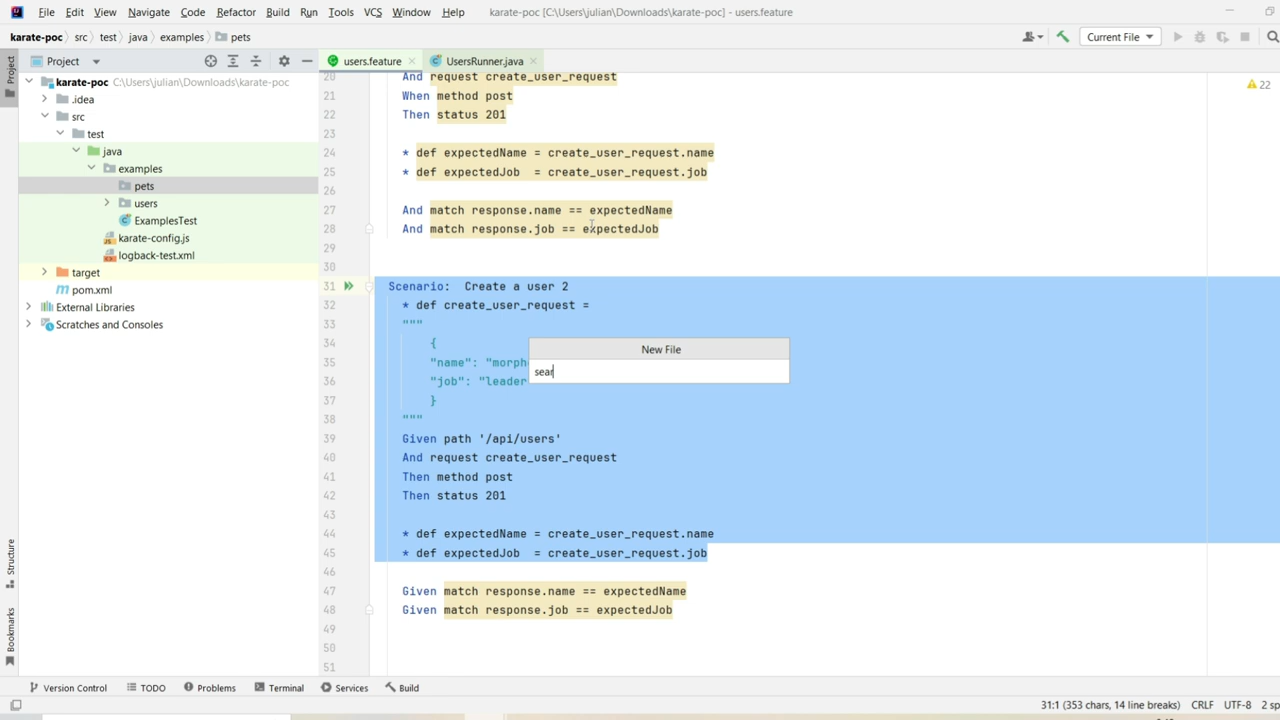 File Edit View Navigate Code Refactor Build Run Tools VCS Window Help karate-poc [C:\Users\julian\Downloads\karate-poc] - users.feature
karate-poc src test java examples pets Current File
Project
Project
users.feature
UsersRunner.java
karate-poc C:\Users\julian\Downloads\karate-poc
.idea
src
test
java
examples
pets
users
ExamplesTest
karate-config.js
logback-test.xml
target
pom.xml
External Libraries
Scratches and Consoles
22
20 And request create_user_request
21 When method post
22 Then status 201
23
24 * def expectedName = create_user_request.name
25 * def expectedJob  = create_user_request.job
26
27 And match response.name == expectedName
28 And match response.job == expectedJob
29
30
31 Scenario:  Create a user 2
32 * def create_user_request =
33 """
34 {
35 "name": "morph
36 "job": "leader
37 }
38 """
39 Given path '/api/users'
40 And request create_user_request
41 Then method post
42 Then status 201
43
44 * def expectedName = create_user_request.name
45 * def expectedJob  = create_user_request.job
46
47 Given match response.name == expectedName
48 Given match response.job == expectedJob
49
50
51
New File
sear
Structure
Bookmarks
Version Control TODO Problems Terminal Services Build
31:1 (353 chars, 14 line breaks) CRLF UTF-8 2 sp